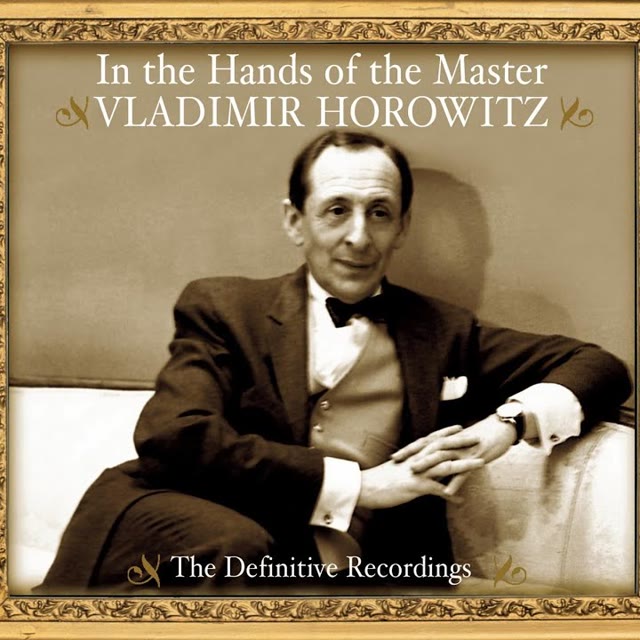 In the Hands of the Master
VLADIMIR HOROWITZ
The Definitive Recordings